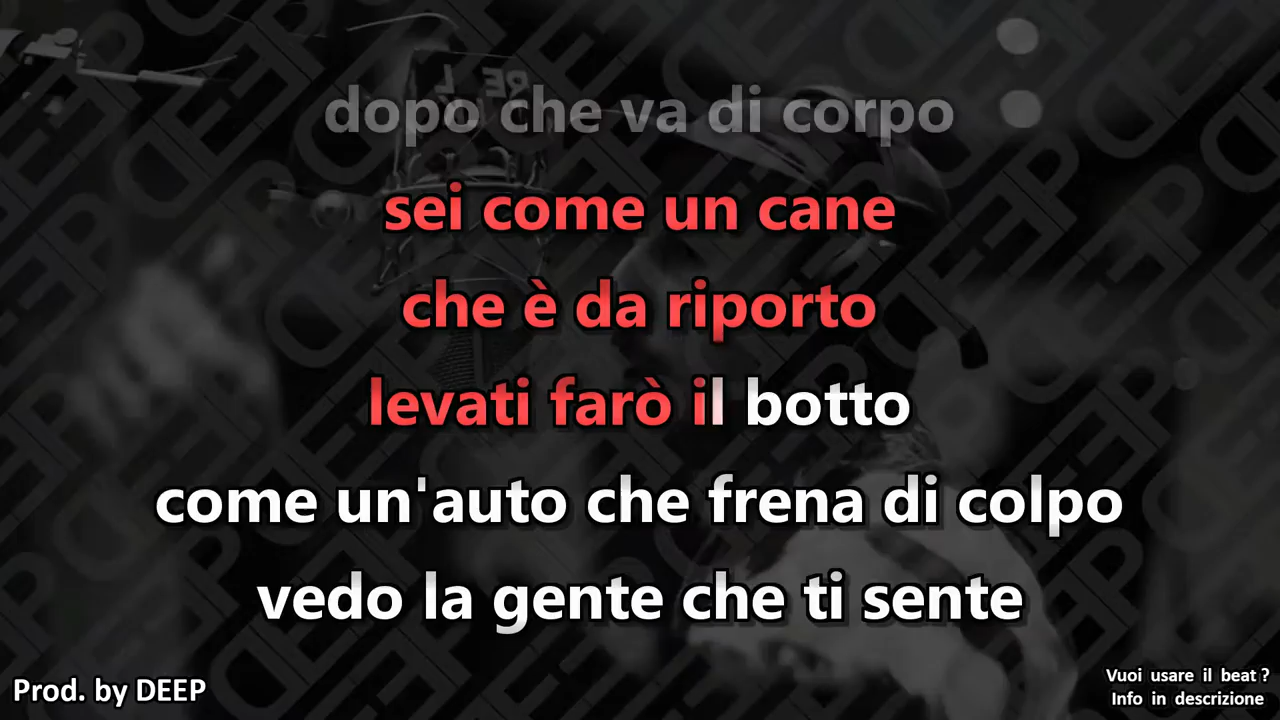 dopo che va di corpo
sei come un cane
che è da riporto
levati farò il botto
come un'auto che frena di colpo
vedo la gente che ti sente
Prod. by DEEP
Vuoi usare il beat ?
Info in descrizione